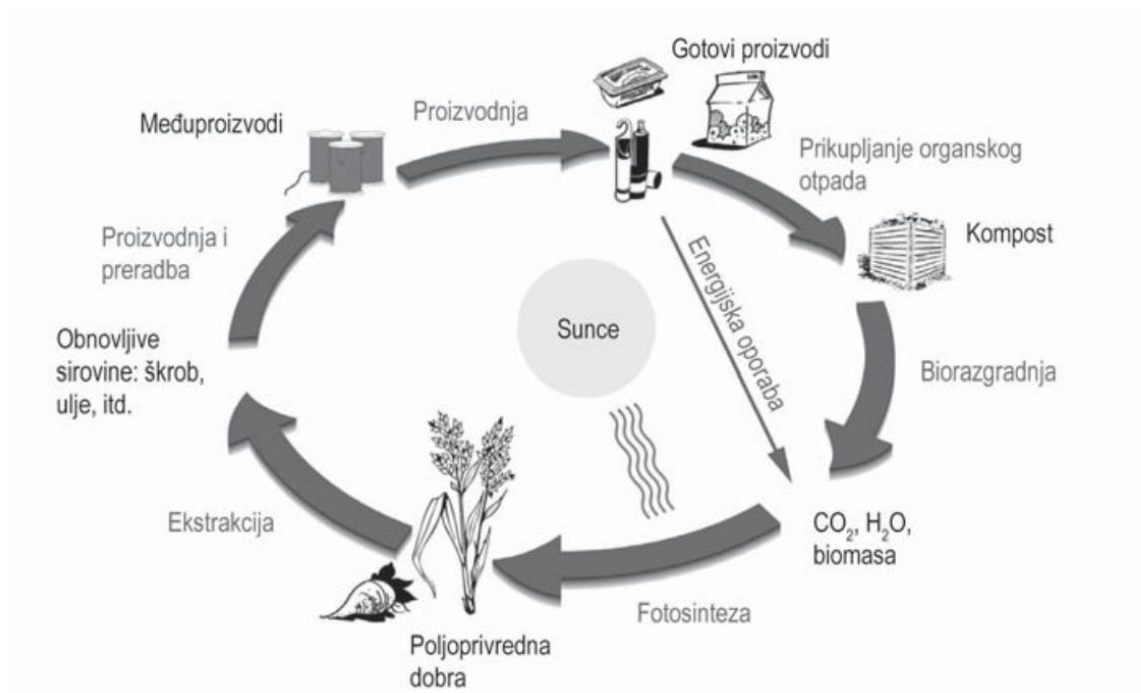 Gotovi proizvodi
Međuproizvodi
Proizvodnja
Prikupljanje organskog
otpada
Kompost
Proizvodnja i
preradba
Energijska oporaba
Sunce
Obnovljive
sirovine: škrob,
ulje, itd.
Biorazgradnja
Ekstrakcija
CO₂, H₂O,
biomasa
Fotosinteza
Poljoprivredna
dobra